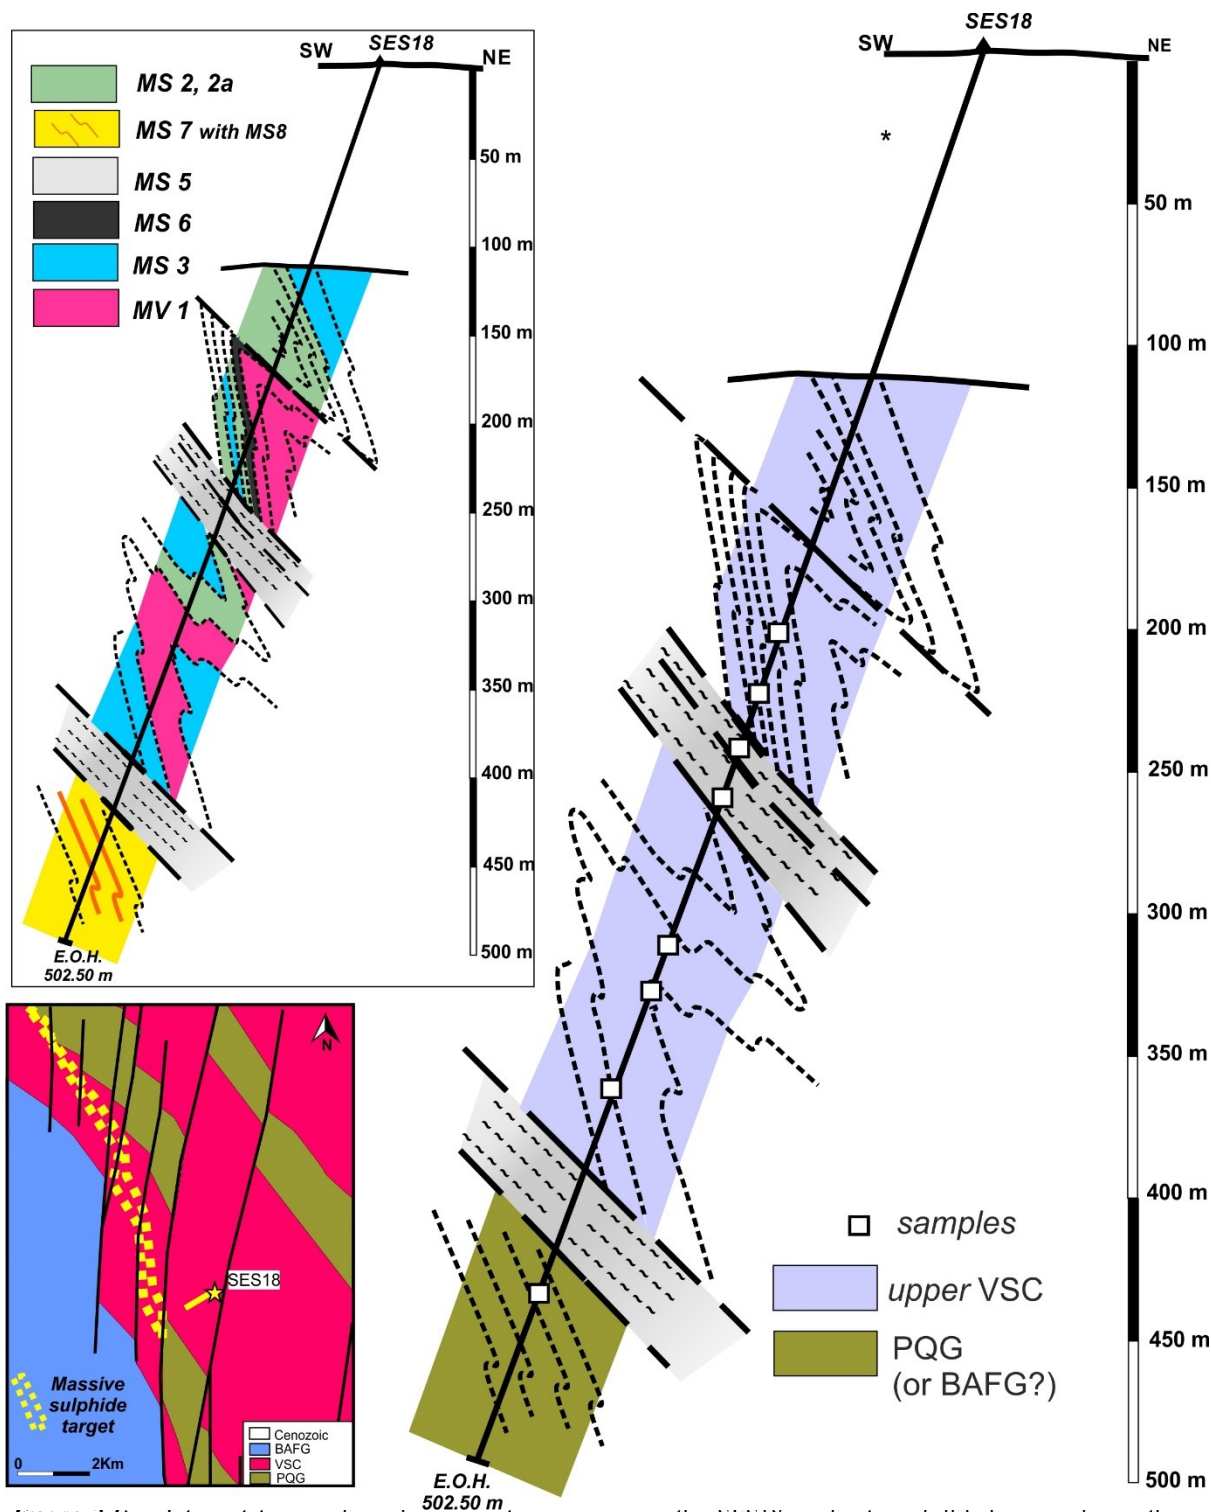 SES18
SW
NE
MS 2, 2a
MS 7 with MS8
MS 5
MS 6
MS 3
MV 1
50 m
100 m
150 m
200 m
250 m
300 m
350 m
400 m
450 m
500 m
E.O.H.
502.50 m
SES18
SW
NE
*
50 m
100 m
150 m
200 m
250 m
300 m
350 m
400 m
450 m
500 m
samples
upper VSC
PQG
(or BAFG?)
E.O.H.
502.50 m
N
SES18
Massive
sulphide
target
0 2Km
Cenozoic
BAFG
VSC
PQG